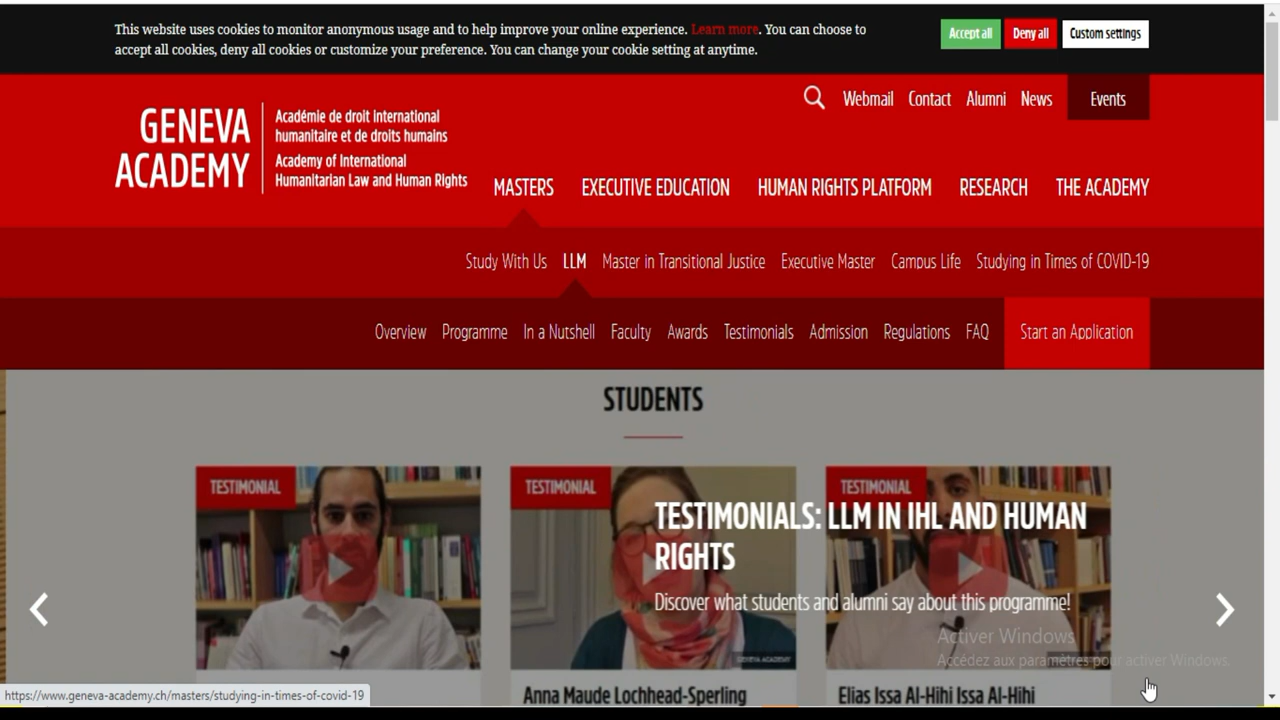 This website uses cookies to monitor anonymous usage and to help improve your online experience. Learn more. You can choose to
accept all cookies, deny all cookies or customize your preference. You can change your cookie setting at anytime.
Accept all Deny all Custom settings
Webmail Contact Alumni News Events
GENEVA
ACADEMY
Académie de droit international
humanitaire et de droits humains
Academy of International
Humanitarian Law and Human Rights
MASTERS EXECUTIVE EDUCATION HUMAN RIGHTS PLATFORM RESEARCH THE ACADEMY
Study With Us LLM Master in Transitional Justice Executive Master Campus Life Studying in Times of COVID-19
Overview Programme In a Nutshell Faculty Awards Testimonials Admission Regulations FAQ Start an Application
STUDENTS
TESTIMONIAL TESTIMONIAL TESTIMONIAL
TESTIMONIALS: LLM IN IHL AND HUMAN
RIGHTS
Discover what students and alumni say about this programme!
Activer Windows
Accédez aux paramètres pour activer Windows.
GENEVA ACADEMY
Anna Maude Lochhead-Sperling Elias Issa Al-Hihi Issa Al-Hihi
https://www.geneva-academy.ch/masters/studying-in-times-of-covid-19